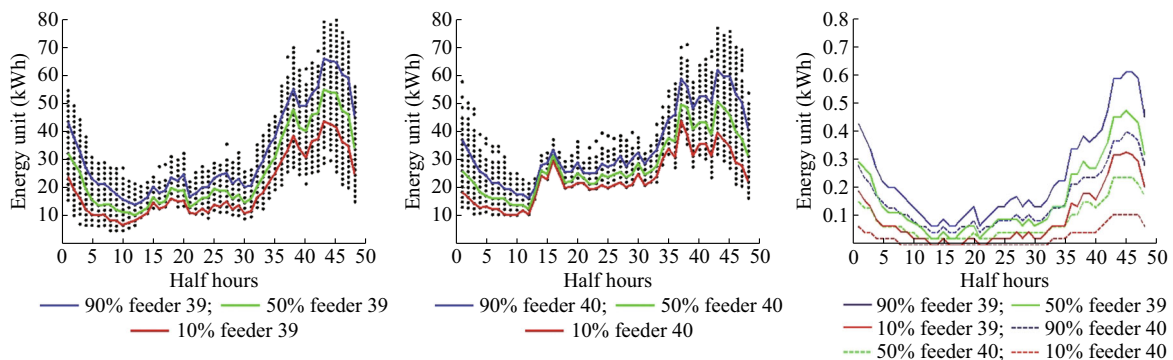 Energy unit (kWh)
80
70
60
50
40
30
20
10
0 5 10 15 20 25 30 35 40 45 50
Half hours
90% feeder 39; 50% feeder 39
10% feeder 39
Energy unit (kWh)
80
70
60
50
40
30
20
10
0 5 10 15 20 25 30 35 40 45 50
Half hours
90% feeder 40; 50% feeder 40
10% feeder 40
Energy unit (kWh)
0.8
0.7
0.6
0.5
0.4
0.3
0.2
0.1
0 5 10 15 20 25 30 35 40 45 50
Half hours
90% feeder 39; 50% feeder 39
10% feeder 39; 90% feeder 40
50% feeder 40; 10% feeder 40